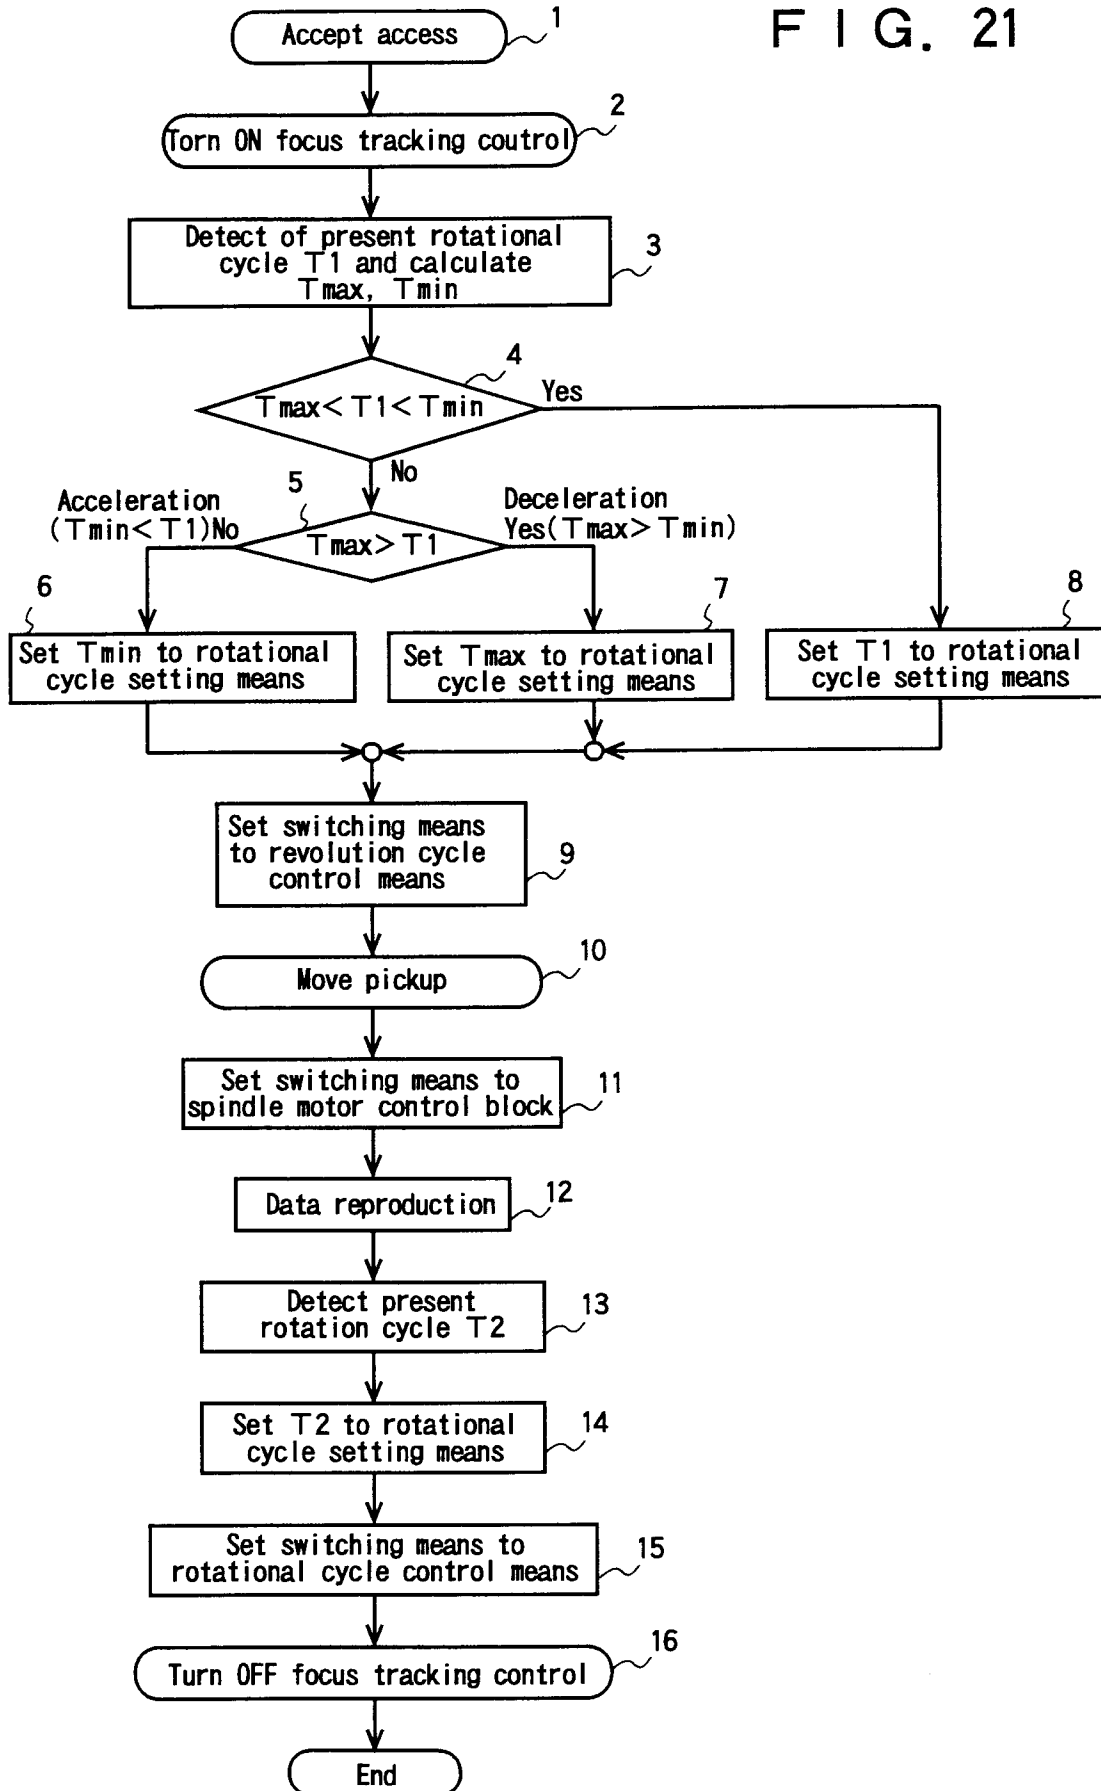 FIG. 21
Accept access
1
Torn ON focus tracking coutrol
2
Detect of present rotational
cycle T1 and calculate
Tmax, Tmin
3
4
Tmax<T1<Tmin
Yes
No
5
Acceleration
(Tmin<T1)No
Tmax>T1
Deceleration
Yes(Tmax>Tmin)
6
Set Tmin to rotational
cycle setting means
7
Set Tmax to rotational
cycle setting means
8
Set T1 to rotational
cycle setting means
Set switching means
to revolution cycle
control means
9
Move pickup
10
Set switching means to
spindle motor control block
11
Data reproduction
12
Detect present
rotation cycle T2
13
Set T2 to rotational
cycle setting means
14
Set switching means to
rotational cycle control means
15
Turn OFF focus tracking control
16
End